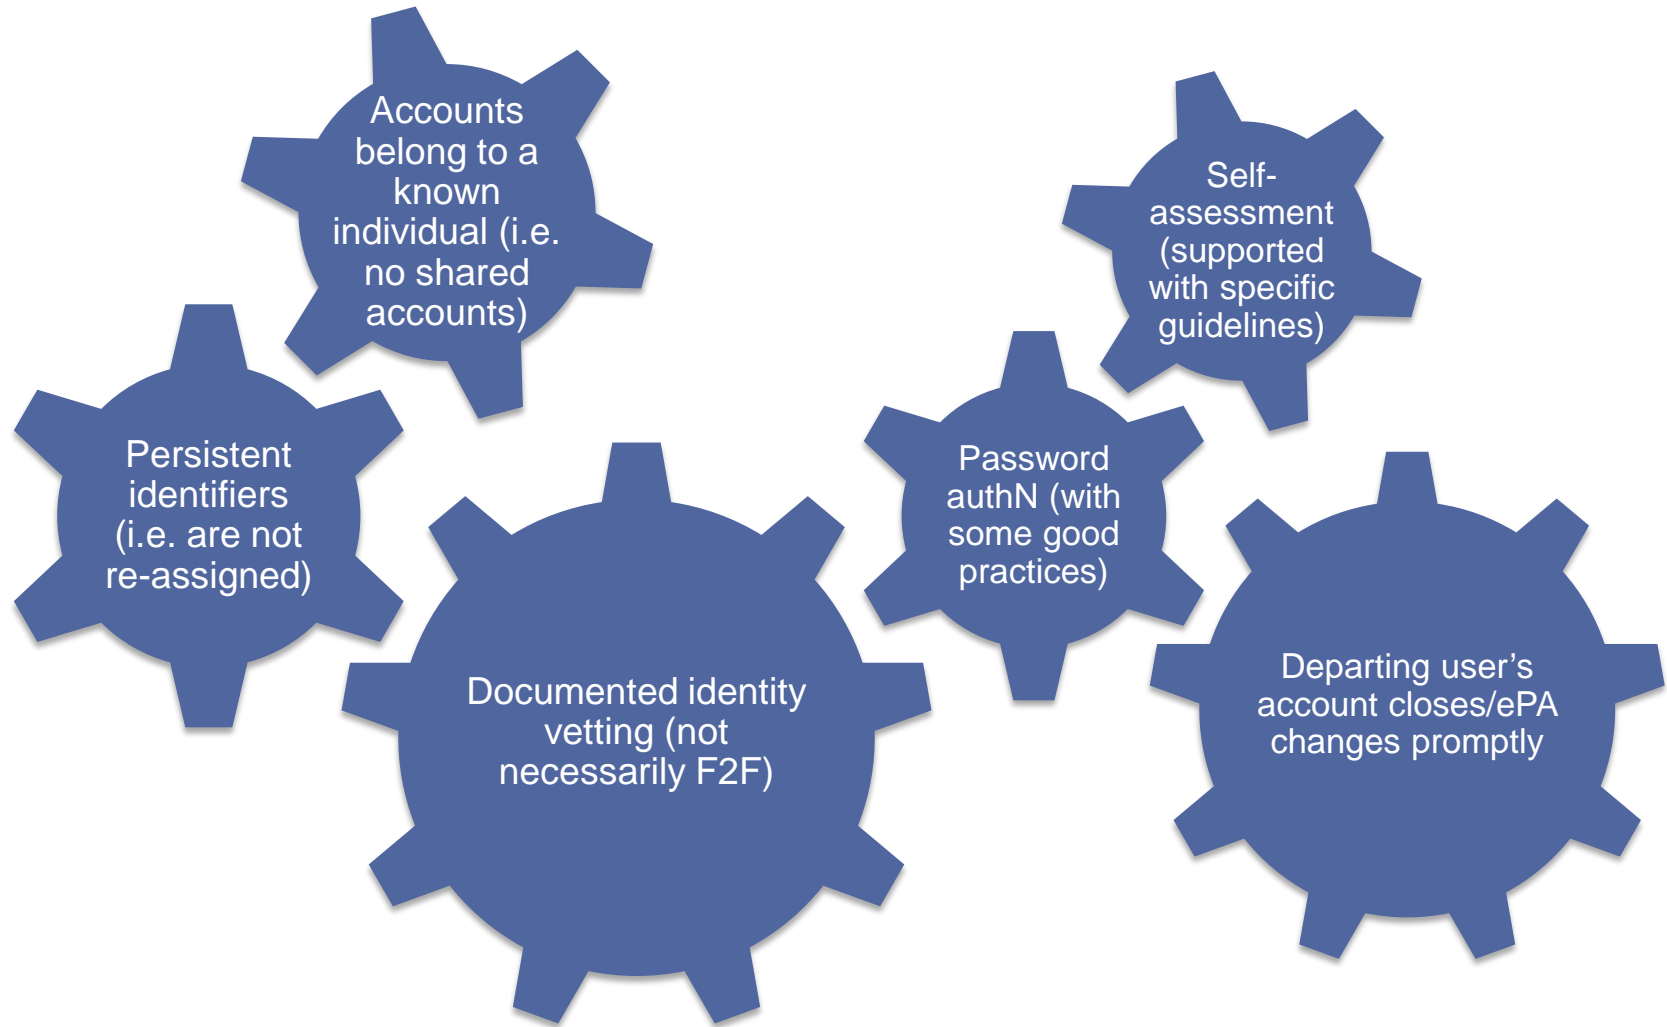 Accounts
belong to a
known
individual (i.e.
no shared
accounts)
Persistent
identifiers
(i.e. are not
re-assigned)
Documented identity
vetting (not
necessarily F2F)
Self-
assessment
(supported
with specific
guidelines)
Password
authN (with
some good
practices)
Departing user’s
account closes/ePA
changes promptly